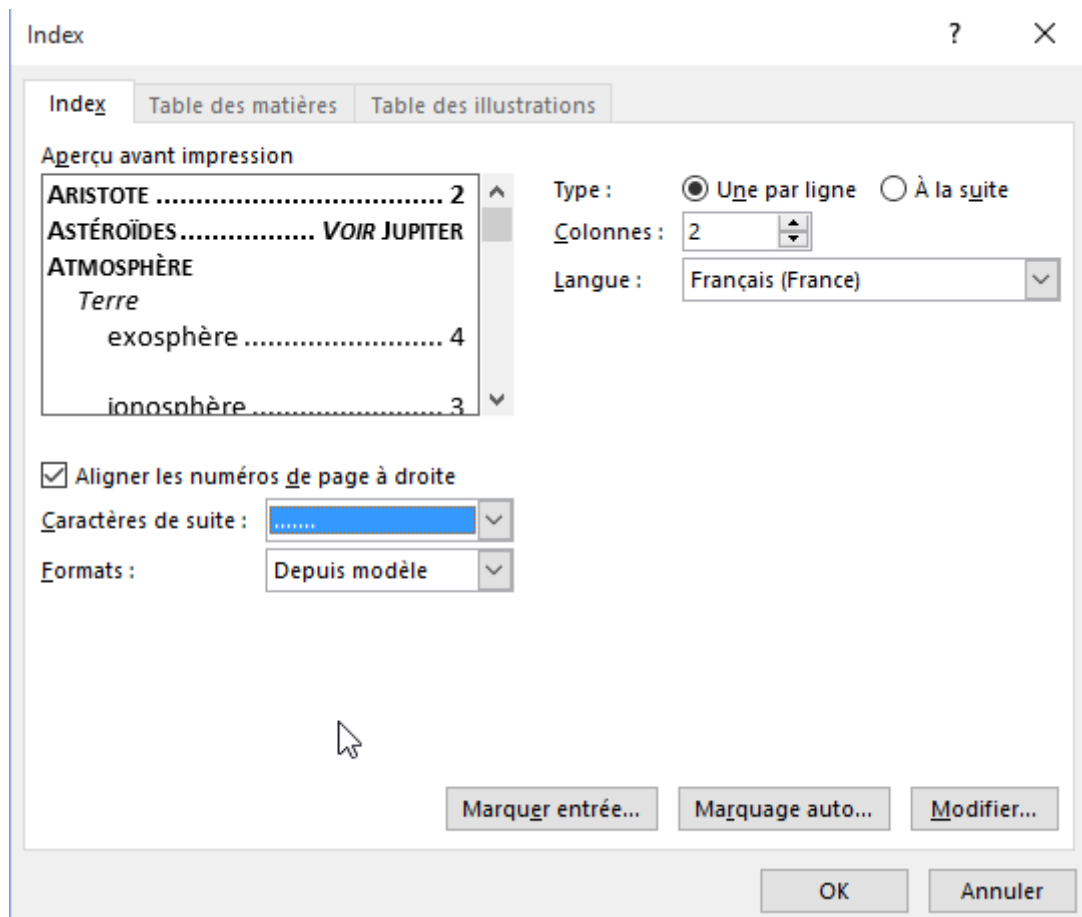 Index ?
Index Table des matières Table des illustrations
Aperçu avant impression
ARISTOTE .................................. 2
ASTÉROÏDES................. VOIR JUPITER
ATMOSPHÈRE
Terre
exosphère .......................... 4
ionosphère ......................... 3
Type : Une par ligne À la suite
Colonnes : 2
Langue : Français (France)
Aligner les numéros de page à droite
Caractères de suite : .......
Formats : Depuis modèle
Marquer entrée... Marquage auto... Modifier...
OK Annuler